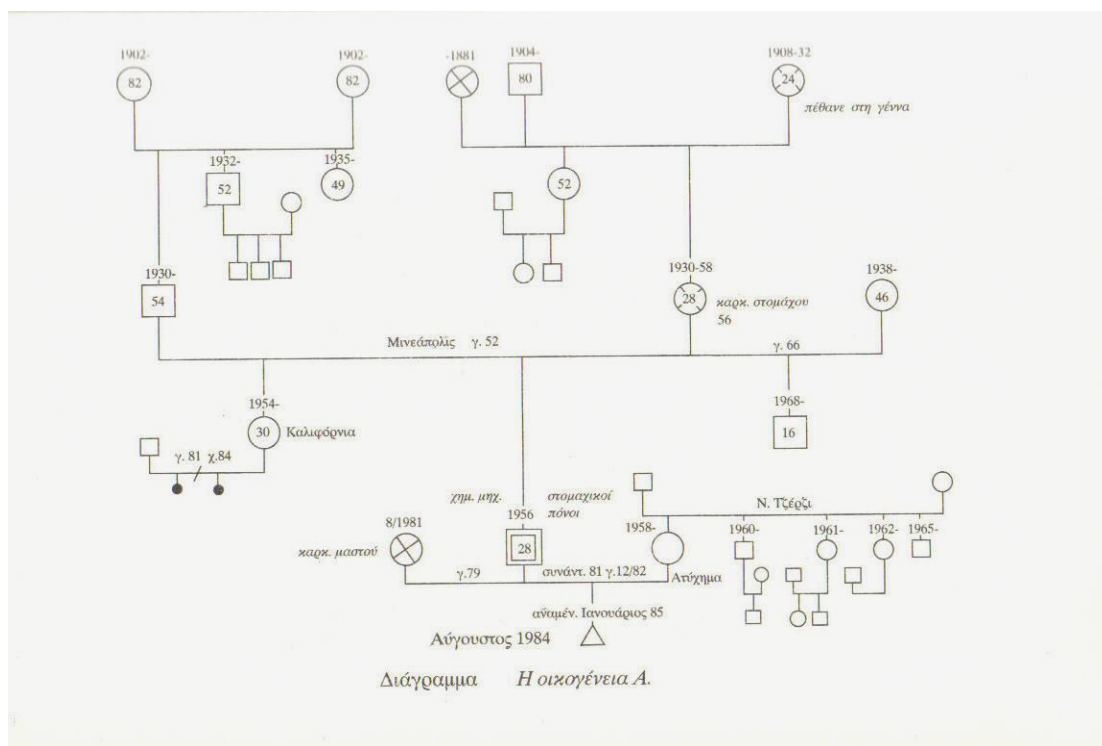 1902- 1902- -1881 1904- 1908-32
82 82 80 24
πέθανε στη γέννα
1932- 1935-
52 49 52
1930- 1930-58 1938-
54 28 καρκ. στομάχου 46
56
Μινεάπολις γ. 52 γ. 66
1954- 1968-
30 Καλιφόρνια 16
γ. 81 χ.84
χημ. μηχ. στομαχικοί
πόνοι
Ν. Τζέρζι
8/1981 1956 1958- 1960- 1961- 1962- 1965-
καρκ. μαστού 28
γ.79 συνάντ. 81 γ.12/82 Ατύχημα
αναμέν. Ιανουάριος 85
Αύγουστος 1984
Διάγραμμα Η οικογένεια Α.